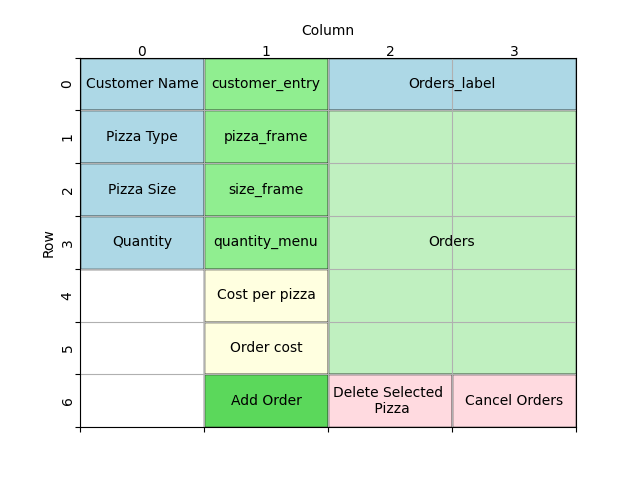 Column
0 1 2 3
Row
0 Customer Name customer_entry Orders_label
1 Pizza Type pizza_frame
2 Pizza Size size_frame
3 Quantity quantity_menu Orders
4 Cost per pizza
5 Order cost
6 Add Order Delete Selected Pizza Cancel Orders